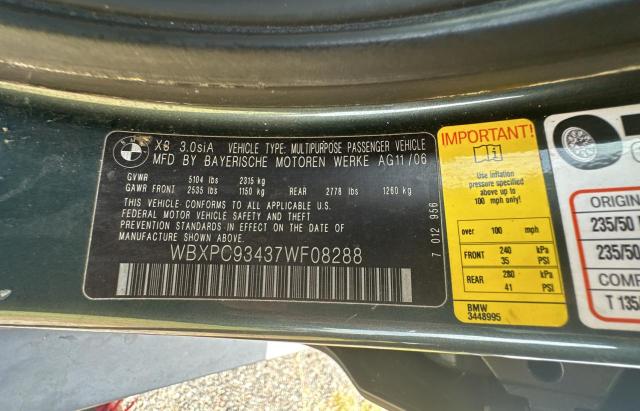 BMW
X3 3.0siA VEHICLE TYPE: MULTIPURPOSE PASSENGER VEHICLE
MFD BY BAYERISCHE MOTOREN WERKE AG11/06
GVWR 5104 lbs 2315 kg
GAWR FRONT 2535 lbs 1150 kg REAR 2778 lbs 1260 kg
THIS VEHICLE CONFORMS TO ALL APPLICABLE U.S.
FEDERAL MOTOR VEHICLE SAFETY AND THEFT
PREVENTION STANDARDS IN EFFECT ON THE DATE OF
MANUFACTURE SHOWN ABOVE.
WBXPC93437WF08288
7 012 956
IMPORTANT!
Use inflation
pressure specified
above up to
100 mph only!
over 100 mph
FRONT 240 kPa
35 PSI
REAR 280 kPa
41 PSI
BMW
3448995
ORIGIN
235/50
235/50
COMP
T 135